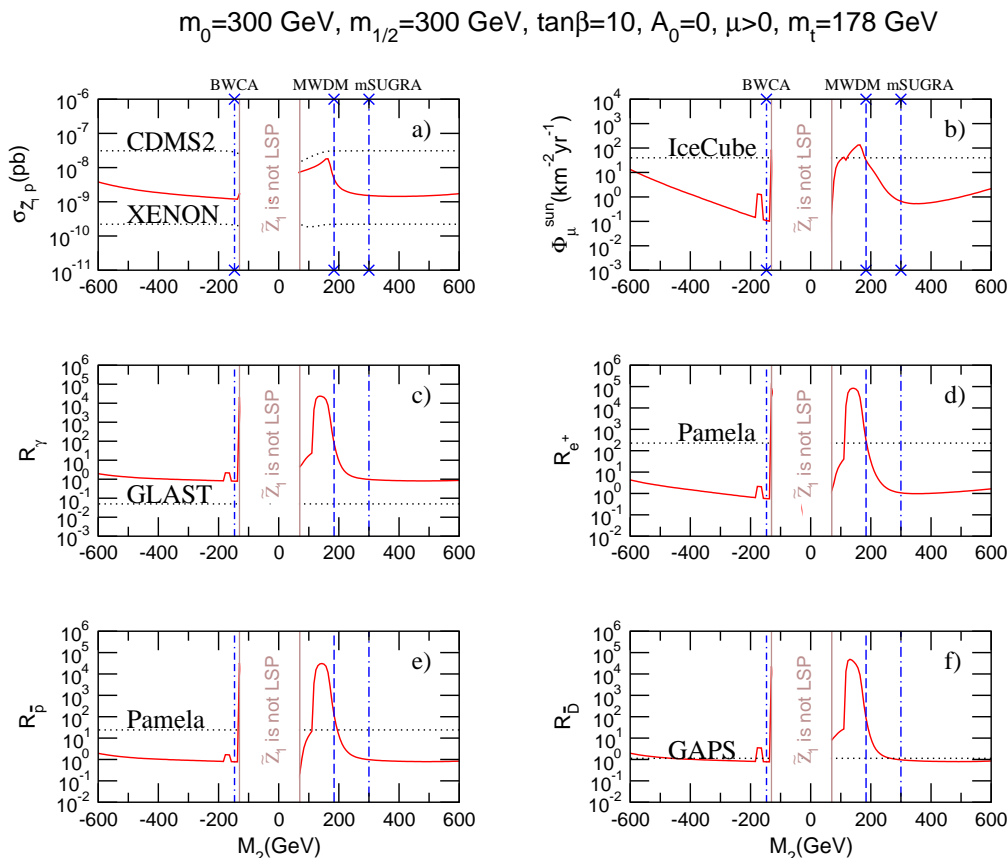 m₀=300 GeV, m₁/₂=300 GeV, tanβ=10, A₀=0, μ>0, mₜ=178 GeV
BWCA MWDM mSUGRA
BWCA MWDM mSUGRA
σ_Z̃₁p(pb)
10⁻⁶
10⁻⁷
10⁻⁸
10⁻⁹
10⁻¹⁰
10⁻¹¹
a)
CDMS2
XENON
Z̃₁ is not LSP
-600 -400 -200 0 200 400 600
Φ_μ^sun(km⁻²yr⁻¹)
10⁴
10³
10²
10¹
10⁰
10⁻¹
10⁻²
10⁻³
b)
IceCube
Z̃₁ is not LSP
-600 -400 -200 0 200 400 600
R_γ
10⁶
10⁵
10⁴
10³
10²
10¹
10⁰
10⁻¹
10⁻²
10⁻³
c)
GLAST
Z̃₁ is not LSP
-600 -400 -200 0 200 400 600
R_e⁺
10⁶
10⁵
10⁴
10³
10²
10¹
10⁰
10⁻¹
10⁻²
10⁻³
d)
Pamela
Z̃₁ is not LSP
-600 -400 -200 0 200 400 600
R_p̄
10⁶
10⁵
10⁴
10³
10²
10¹
10⁰
10⁻¹
10⁻²
e)
Pamela
Z̃₁ is not LSP
-600 -400 -200 0 200 400 600
M₂(GeV)
R_D̄
10⁶
10⁵
10⁴
10³
10²
10¹
10⁰
10⁻¹
10⁻²
f)
GAPS
Z̃₁ is not LSP
-600 -400 -200 0 200 400 600
M₂(GeV)